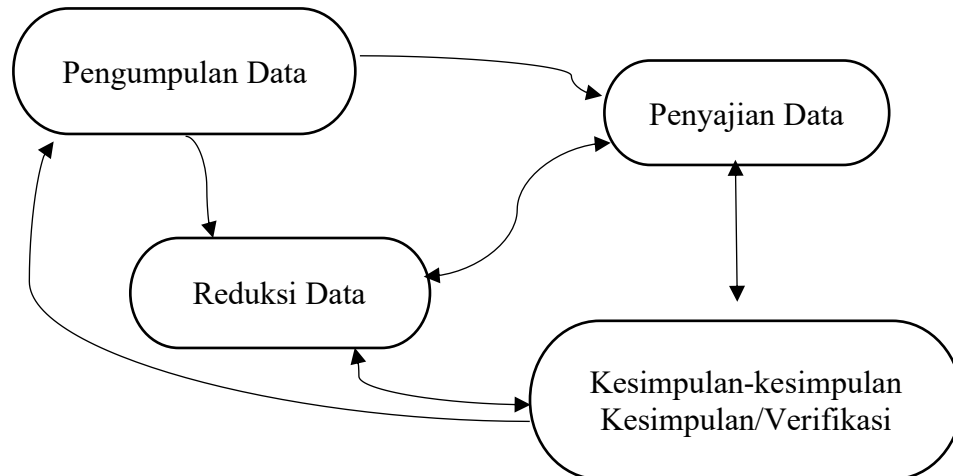 Pengumpulan Data
Penyajian Data
Reduksi Data
Kesimpulan-kesimpulan
Kesimpulan/Verifikasi